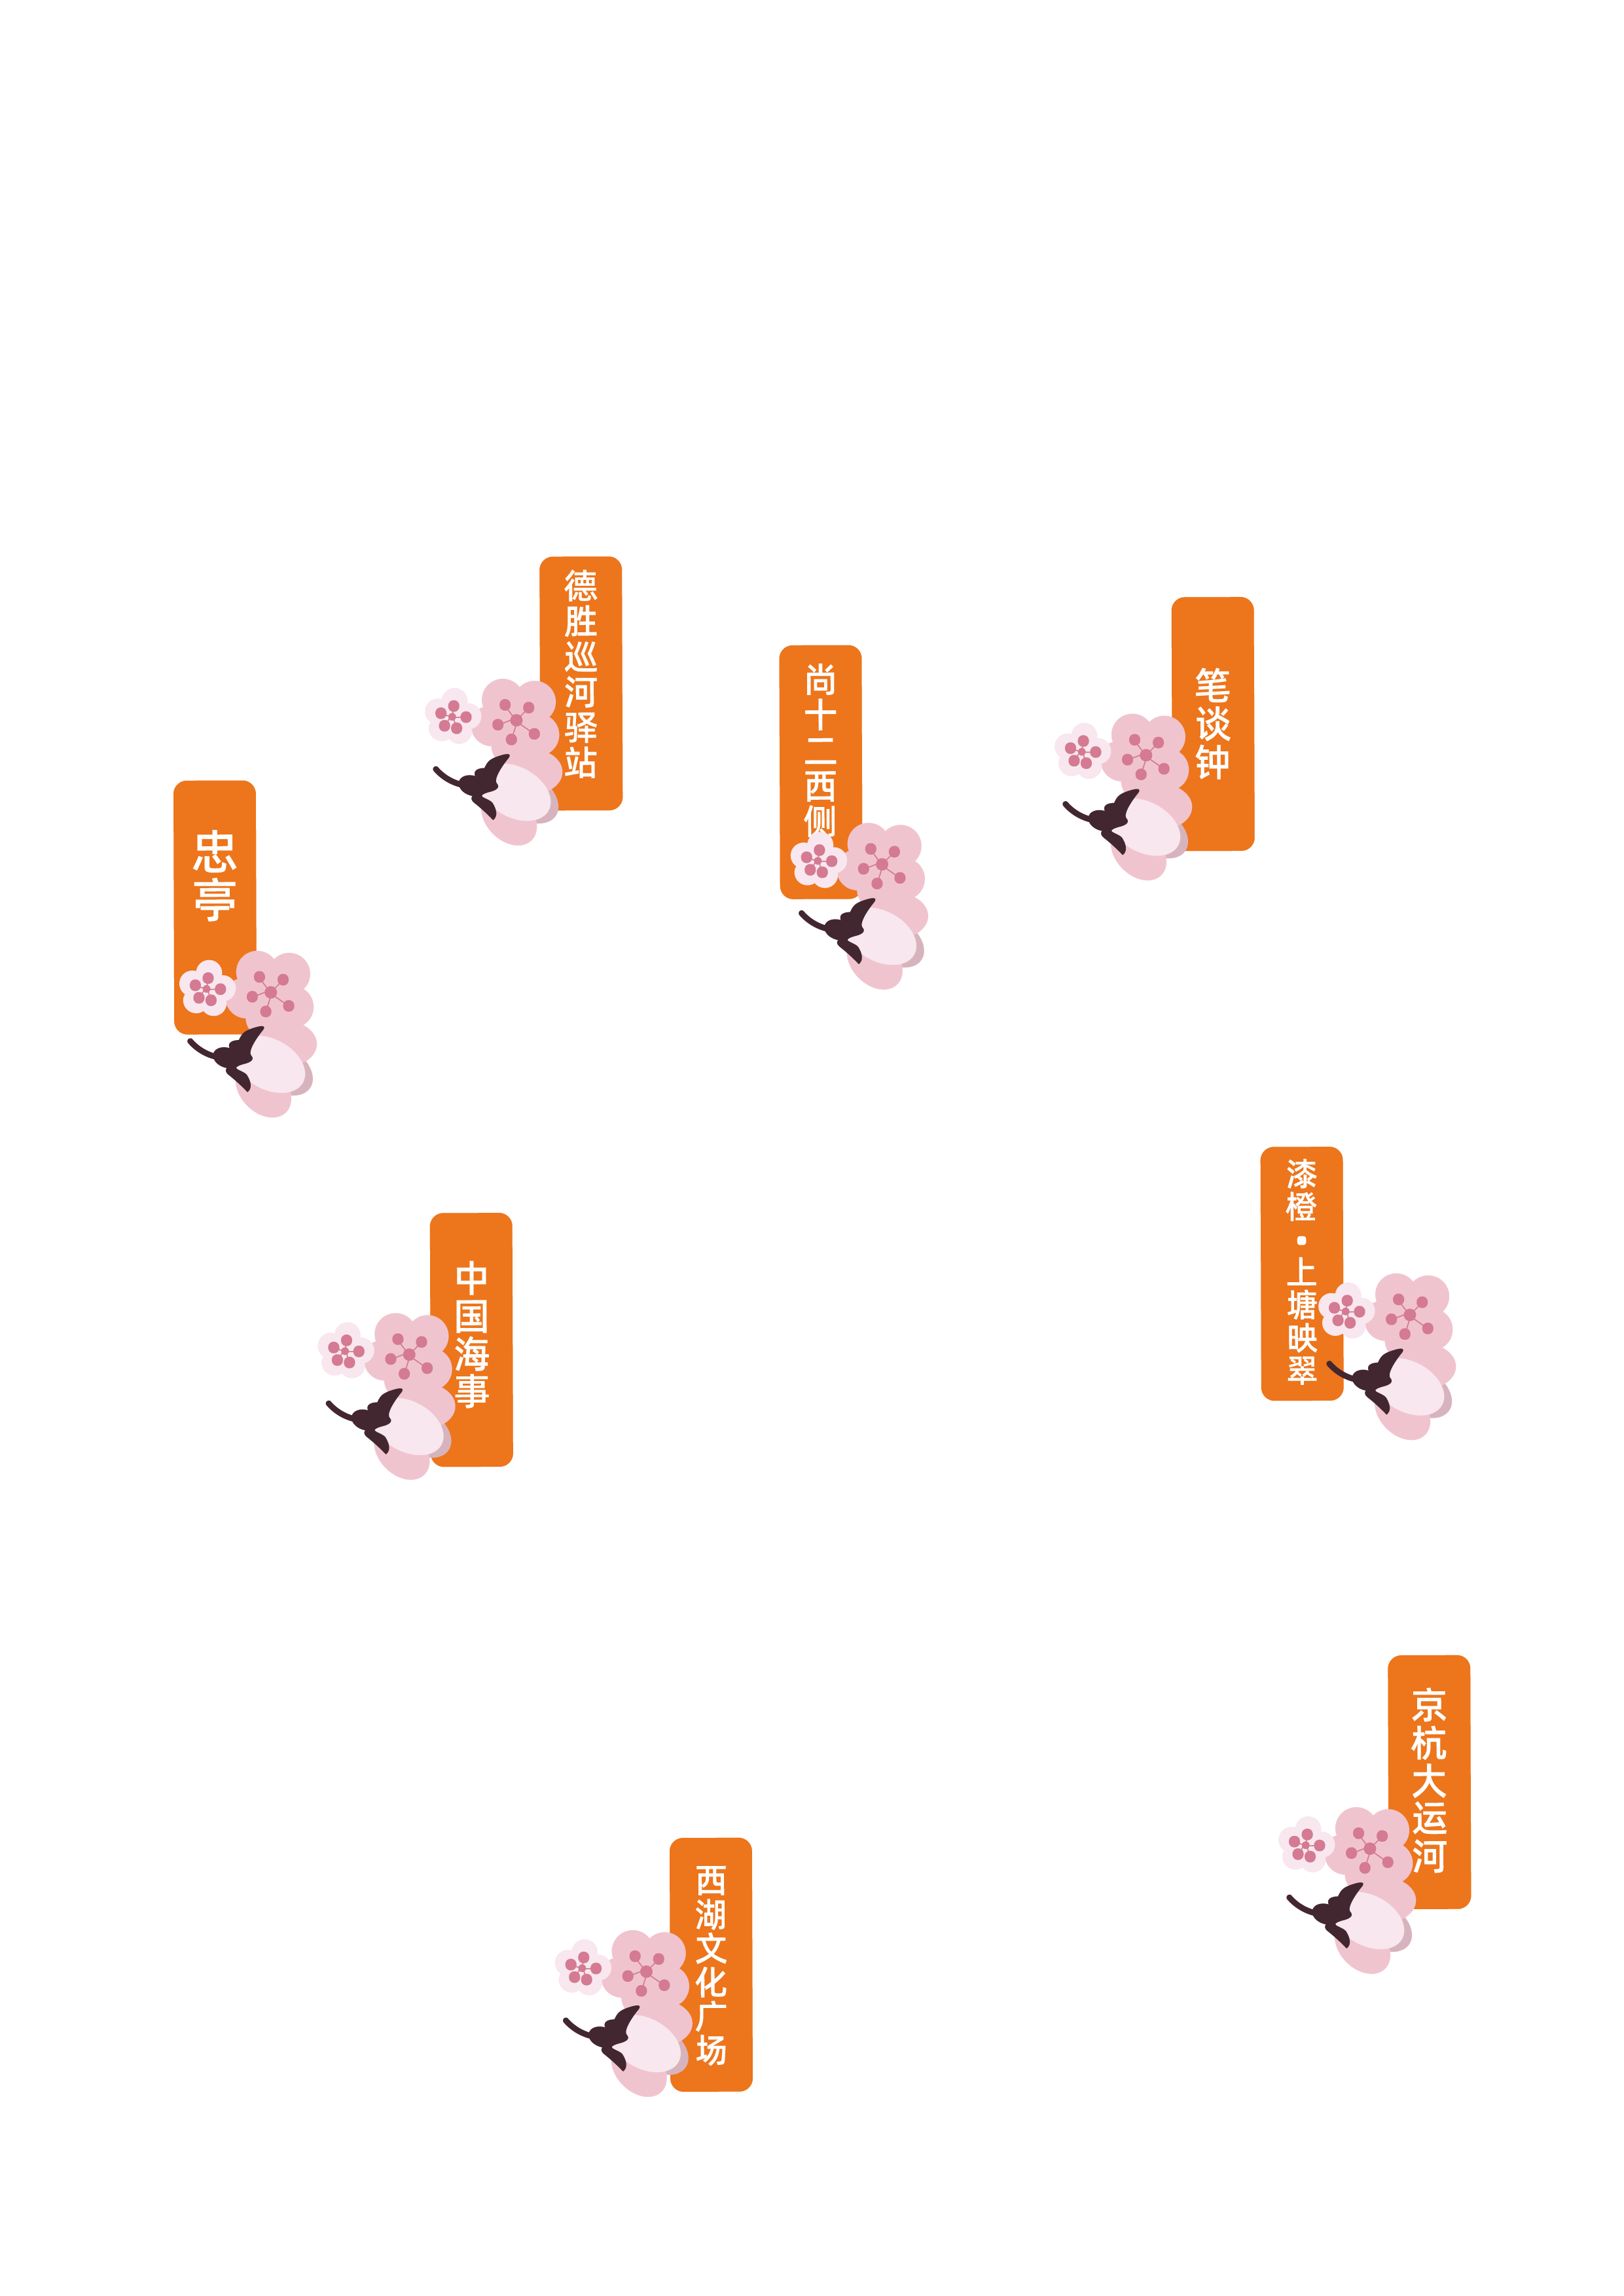 德胜巡河驿站
笔谈钟
尚十二西侧
忠亭
漆橙·上塘映翠
中国海事
京杭大运河
西湖文化广场